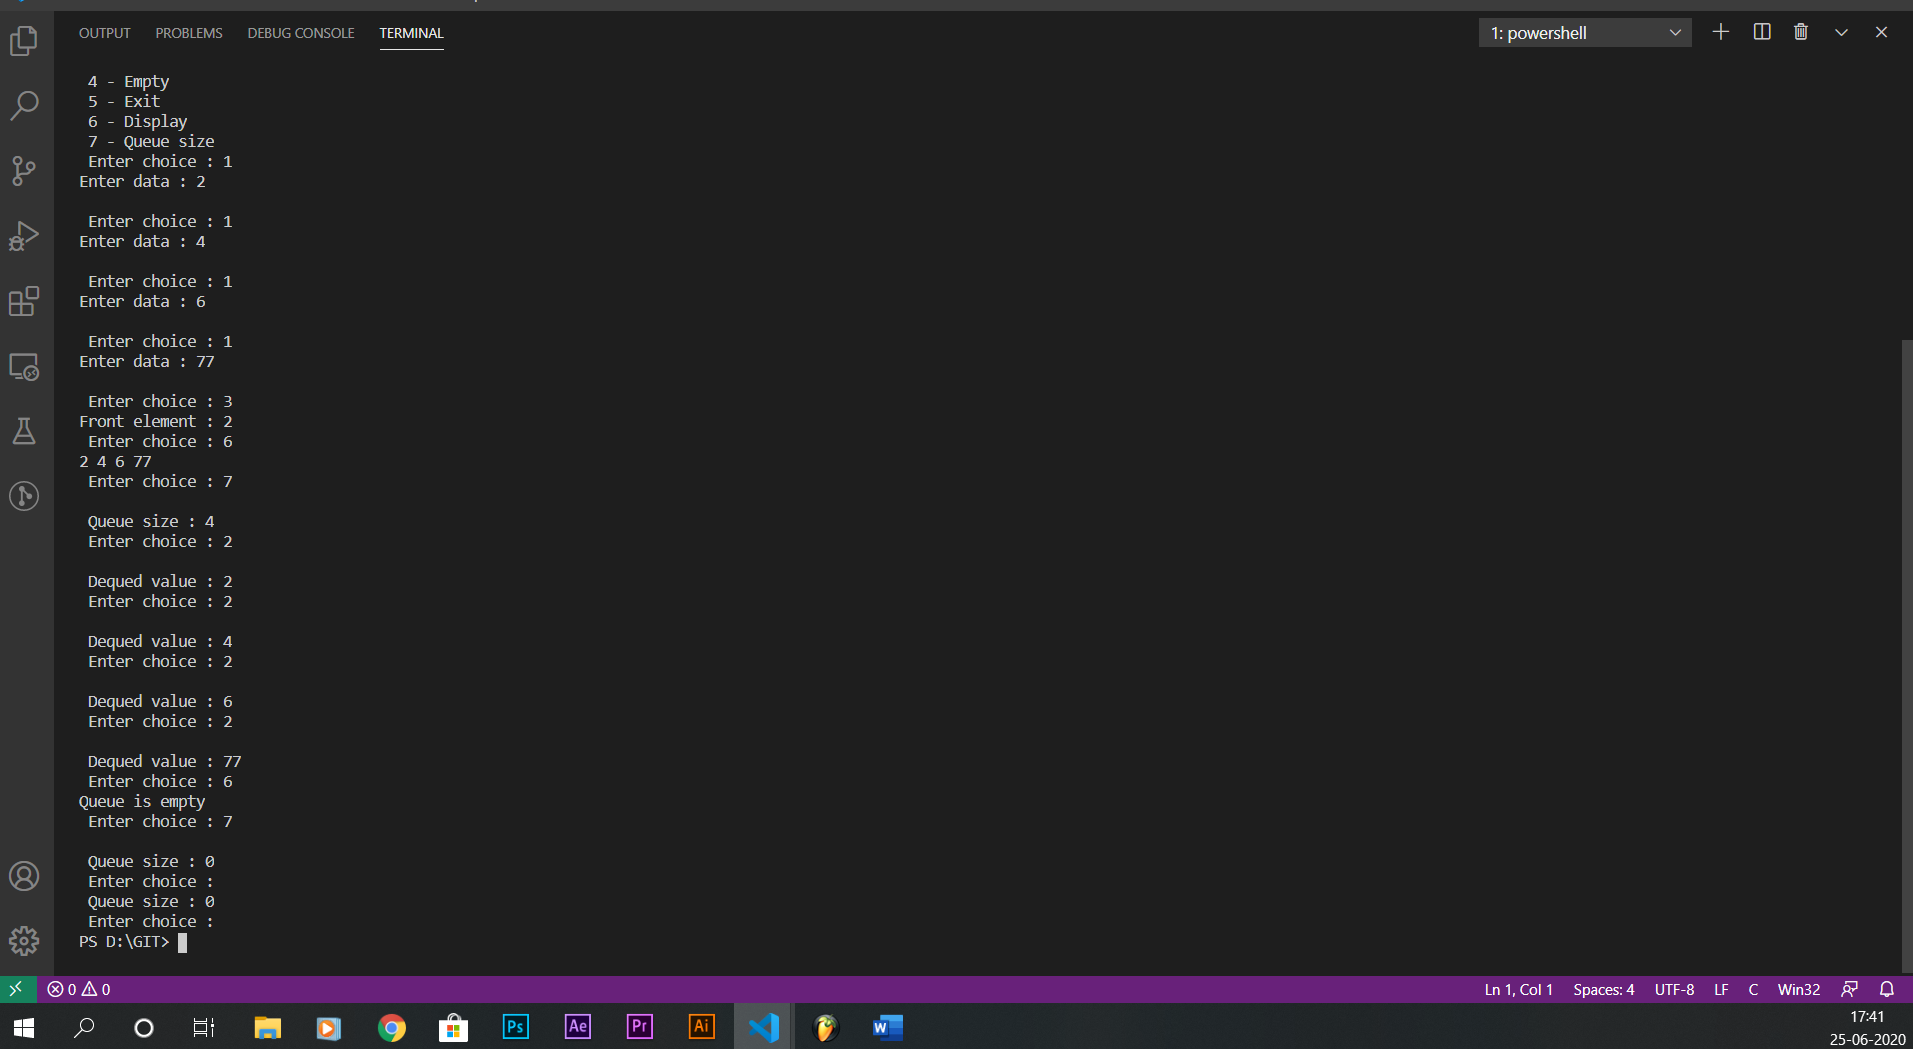 OUTPUT PROBLEMS DEBUG CONSOLE TERMINAL 1: powershell
4 - Empty
5 - Exit
6 - Display
7 - Queue size
Enter choice : 1
Enter data : 2
Enter choice : 1
Enter data : 4
Enter choice : 1
Enter data : 6
Enter choice : 1
Enter data : 77
Enter choice : 3
Front element : 2
Enter choice : 6
2 4 6 77
Enter choice : 7
Queue size : 4
Enter choice : 2
Dequed value : 2
Enter choice : 2
Dequed value : 4
Enter choice : 2
Dequed value : 6
Enter choice : 2
Dequed value : 77
Enter choice : 6
Queue is empty
Enter choice : 7
Queue size : 0
Enter choice :
Queue size : 0
Enter choice :
PS D:\GIT>
0 0 Ln 1, Col 1 Spaces: 4 UTF-8 LF C Win32
Ps Ae Pr Ai W
17:41
25-06-2020